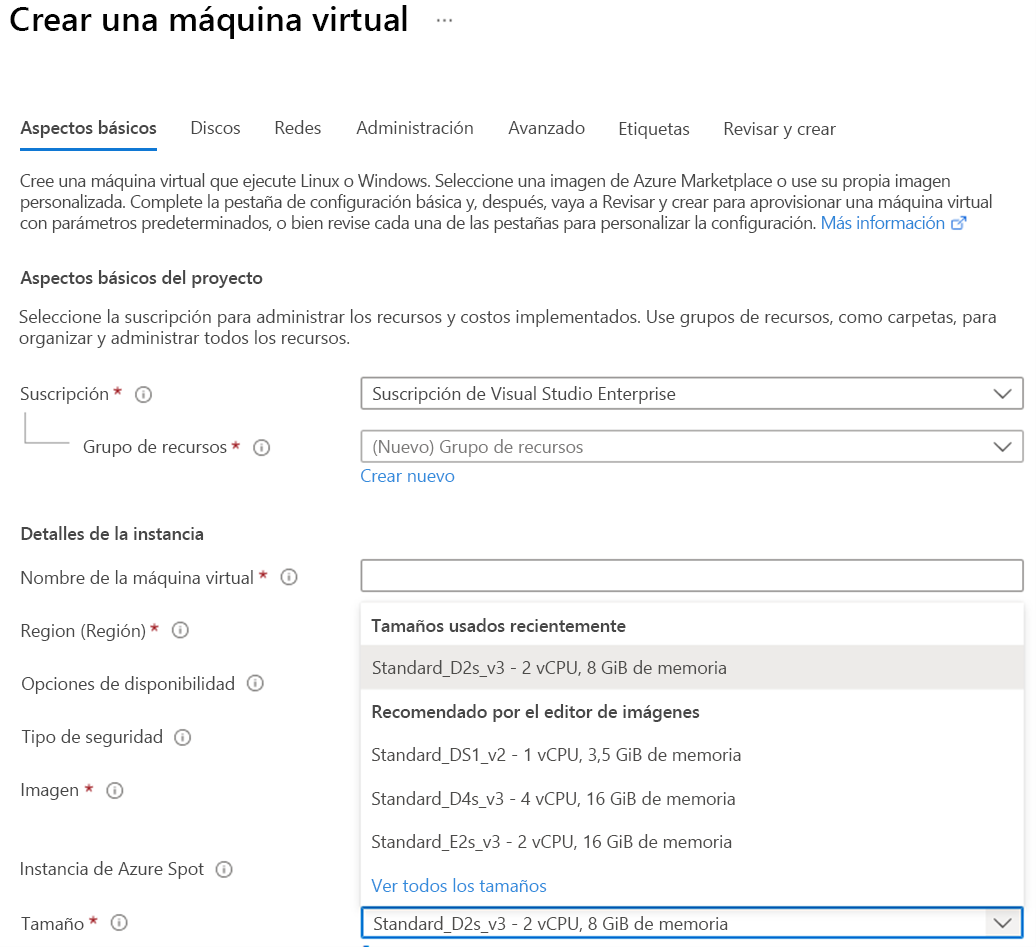 Crear una máquina virtual ...
Aspectos básicos Discos Redes Administración Avanzado Etiquetas Revisar y crear
Cree una máquina virtual que ejecute Linux o Windows. Seleccione una imagen de Azure Marketplace o use su propia imagen
personalizada. Complete la pestaña de configuración básica y, después, vaya a Revisar y crear para aprovisionar una máquina virtual
con parámetros predeterminados, o bien revise cada una de las pestañas para personalizar la configuración. Más información
Aspectos básicos del proyecto
Seleccione la suscripción para administrar los recursos y costos implementados. Use grupos de recursos, como carpetas, para
organizar y administrar todos los recursos.
Suscripción * Suscripción de Visual Studio Enterprise
Grupo de recursos * (Nuevo) Grupo de recursos
Crear nuevo
Detalles de la instancia
Nombre de la máquina virtual *
Tamaños usados recientemente
Region (Región) *
Standard_D2s_v3 - 2 vCPU, 8 GiB de memoria
Opciones de disponibilidad
Recomendado por el editor de imágenes
Tipo de seguridad
Standard_DS1_v2 - 1 vCPU, 3,5 GiB de memoria
Imagen *
Standard_D4s_v3 - 4 vCPU, 16 GiB de memoria
Standard_E2s_v3 - 2 vCPU, 16 GiB de memoria
Instancia de Azure Spot
Ver todos los tamaños
Tamaño * Standard_D2s_v3 - 2 vCPU, 8 GiB de memoria